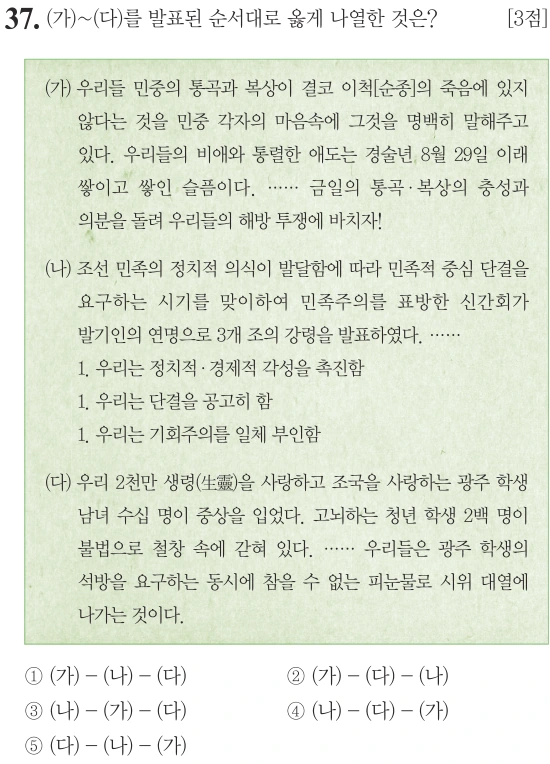 37. (가)~(다)를 발표된 순서대로 옳게 나열한 것은? [3점]
(가) 우리들 민중의 통곡과 복상이 결코 이척[순종]의 죽음에 있지
않다는 것을 민중 각자의 마음속에 그것을 명백히 말해주고
있다. 우리들의 비애와 통렬한 애도는 경술년 8월 29일 이래
쌓이고 쌓인 슬픔이다. …… 금일의 통곡·복상의 충성과
의분을 돌려 우리들의 해방 투쟁에 바치자!
(나) 조선 민족의 정치적 의식이 발달함에 따라 민족적 중심 단결을
요구하는 시기를 맞이하여 민족주의를 표방한 신간회가
발기인의 연명으로 3개 조의 강령을 발표하였다. ……
1. 우리는 정치적·경제적 각성을 촉진함
1. 우리는 단결을 공고히 함
1. 우리는 기회주의를 일체 부인함
(다) 우리 2천만 생령(生靈)을 사랑하고 조국을 사랑하는 광주 학생
남녀 수십 명이 중상을 입었다. 고뇌하는 청년 학생 2백 명이
불법으로 철창 속에 갇혀 있다. …… 우리들은 광주 학생의
석방을 요구하는 동시에 참을 수 없는 피눈물로 시위 대열에
나가는 것이다.
① (가) – (나) – (다) ② (가) – (다) – (나)
③ (나) – (가) – (다) ④ (나) – (다) – (가)
⑤ (다) – (나) – (가)